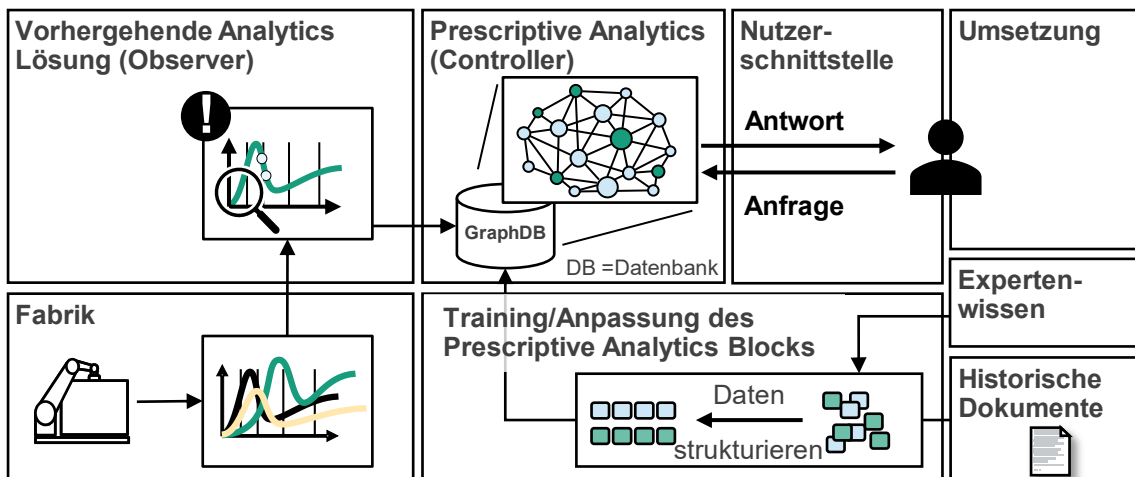 Vorhergehende Analytics
Lösung (Observer)
!
Prescriptive Analytics
(Controller)
GraphDB
DB =Datenbank
Nutzer-
schnittstelle
Antwort
Anfrage
Umsetzung
Fabrik
Training/Anpassung des
Prescriptive Analytics Blocks
Daten
strukturieren
Experten-
wissen
Historische
Dokumente